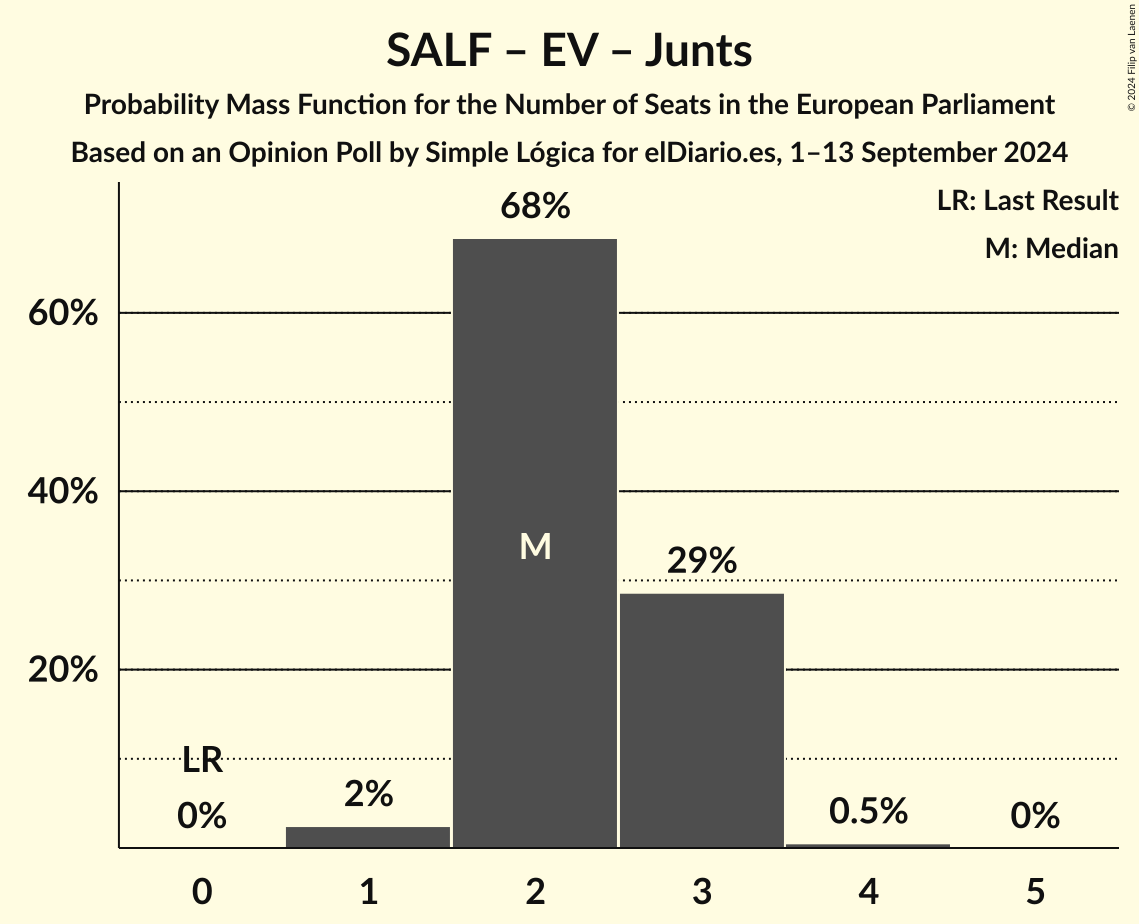 SALF – EV – Junts
Probability Mass Function for the Number of Seats in the European Parliament
Based on an Opinion Poll by Simple Lógica for elDiario.es, 1–13 September 2024
© 2024 Filip van Laenen
LR: Last Result
M: Median
68%
60%
40%
M
29%
20%
LR
0%
2%
0.5%
0%
0 1 2 3 4 5